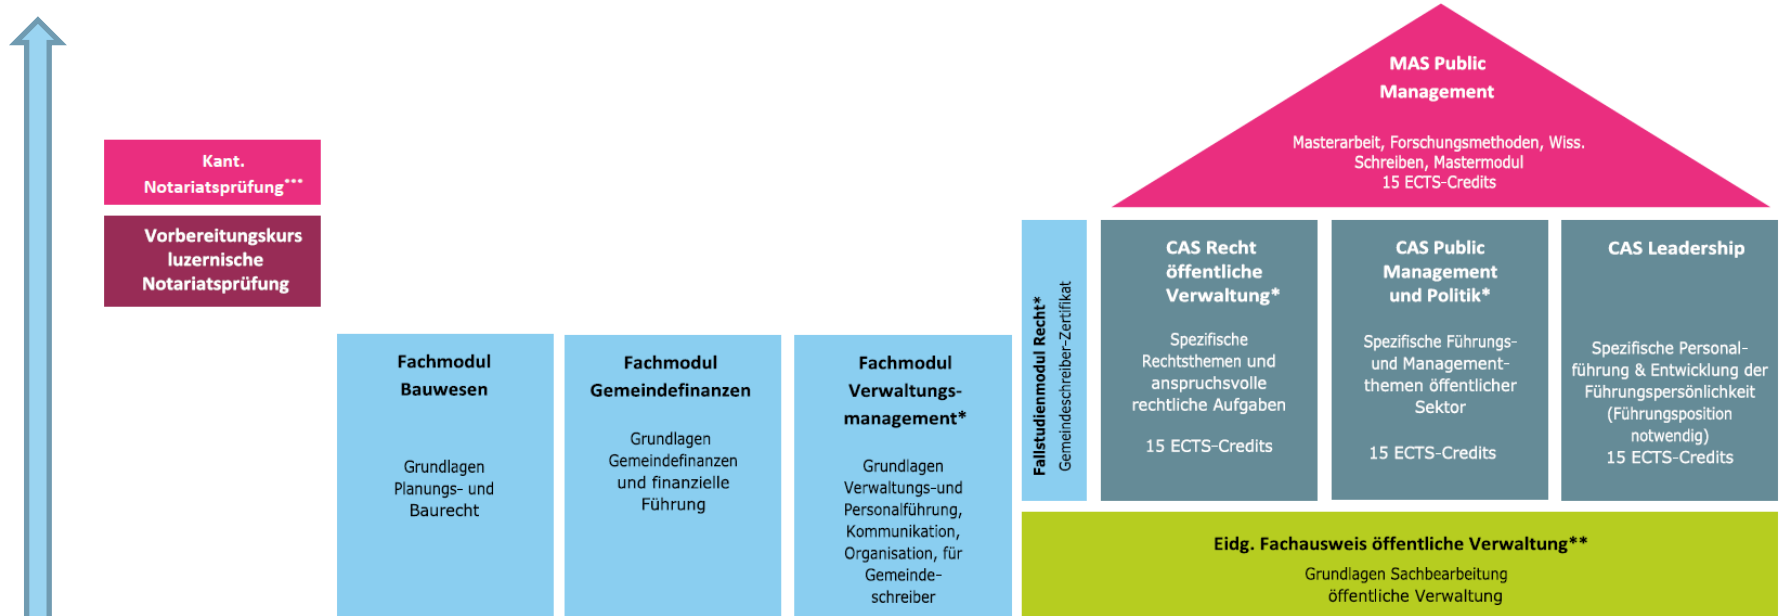 MAS Public
Management
Masterarbeit, Forschungsmethoden, Wiss.
Schreiben, Mastermodul
15 ECTS-Credits
Kant.
Notariatsprüfung***
Vorbereitungskurs
luzernische
Notariatsprüfung
Fachmodul
Bauwesen
Grundlagen
Planungs- und
Baurecht
Fachmodul
Gemeindefinanzen
Grundlagen
Gemeindefinanzen
und finanzielle
Führung
Fachmodul
Verwaltungs-
management*
Grundlagen
Verwaltungs-und
Personalführung,
Kommunikation,
Organisation, für
Gemeinde-
schreiber
Fallstudienmodul Recht*
Gemeindeschreiber-Zertifikat
CAS Recht
öffentliche
Verwaltung*
Spezifische
Rechtsthemen und
anspruchsvolle
rechtliche Aufgaben
15 ECTS-Credits
CAS Public
Management
und Politik*
Spezifische Führungs-
und Management-
themen öffentlicher
Sektor
15 ECTS-Credits
CAS Leadership
Spezifische Personal-
führung & Entwicklung der
Führungspersönlichkeit
(Führungsposition
notwendig)
15 ECTS-Credits
Eidg. Fachausweis öffentliche Verwaltung**
Grundlagen Sachbearbeitung
öffentliche Verwaltung